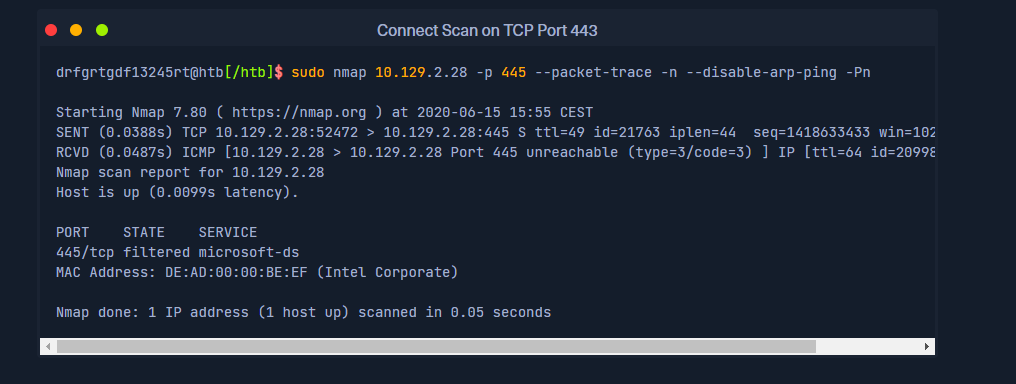 Connect Scan on TCP Port 443
drfgrtgdf13245rt@htb[/htb]$ sudo nmap 10.129.2.28 -p 445 --packet-trace -n --disable-arp-ping -Pn
Starting Nmap 7.80 ( https://nmap.org ) at 2020-06-15 15:55 CEST
SENT (0.0388s) TCP 10.129.2.28:52472 > 10.129.2.28:445 S ttl=49 id=21763 iplen=44  seq=1418633433 win=102
RCVD (0.0487s) ICMP [10.129.2.28 > 10.129.2.28 Port 445 unreachable (type=3/code=3) ] IP [ttl=64 id=20998
Nmap scan report for 10.129.2.28
Host is up (0.0099s latency).
PORT    STATE    SERVICE
445/tcp filtered microsoft-ds
MAC Address: DE:AD:00:00:BE:EF (Intel Corporate)
Nmap done: 1 IP address (1 host up) scanned in 0.05 seconds